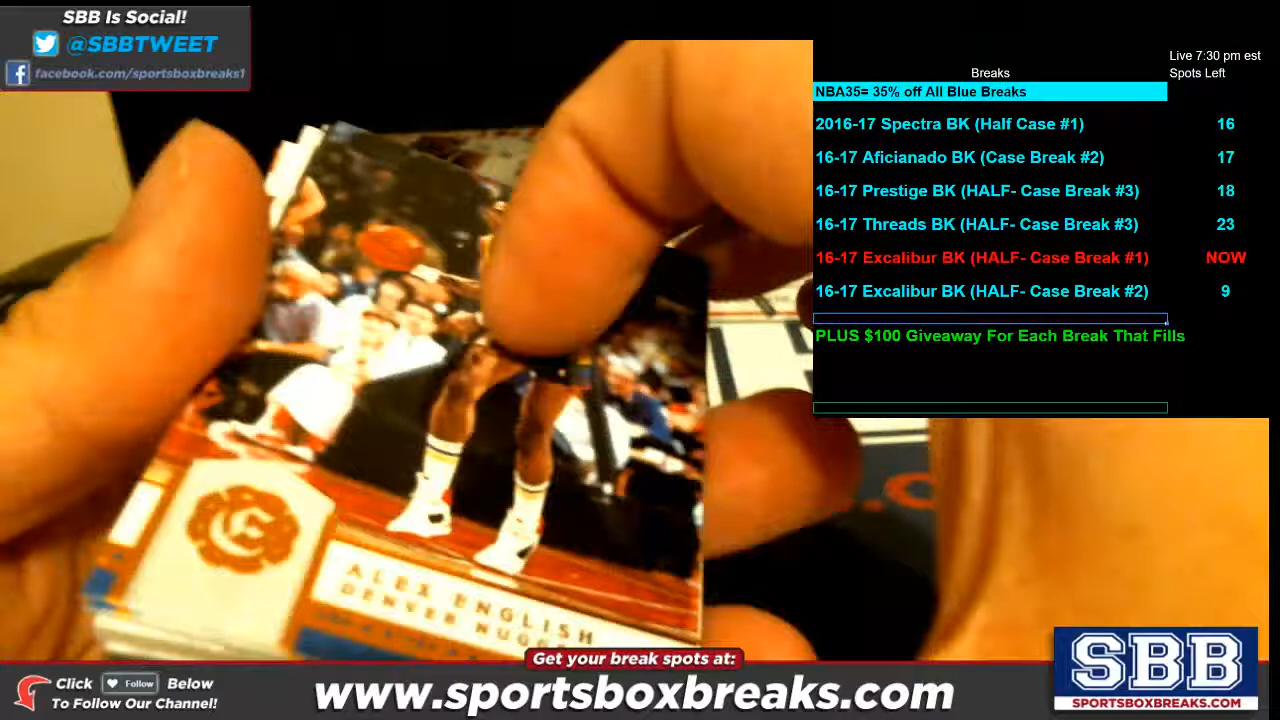 SBB Is Social!
@SBBTWEET
facebook.com/sportsboxbreaks1
Live 7:30 pm est
Breaks
Spots Left
NBA35= 35% off All Blue Breaks
2016-17 Spectra BK (Half Case #1) 16
16-17 Aficianado BK (Case Break #2) 17
16-17 Prestige BK (HALF- Case Break #3) 18
16-17 Threads BK (HALF- Case Break #3) 23
16-17 Excalibur BK (HALF- Case Break #1) NOW
16-17 Excalibur BK (HALF- Case Break #2) 9
PLUS $100 Giveaway For Each Break That Fills
ALEX ENGLISH
DENVER
Get your break spots at:
Click Follow Below
To Follow Our Channel!
www.sportsboxbreaks.com
SBB
SPORTSBOXBREAKS.COM